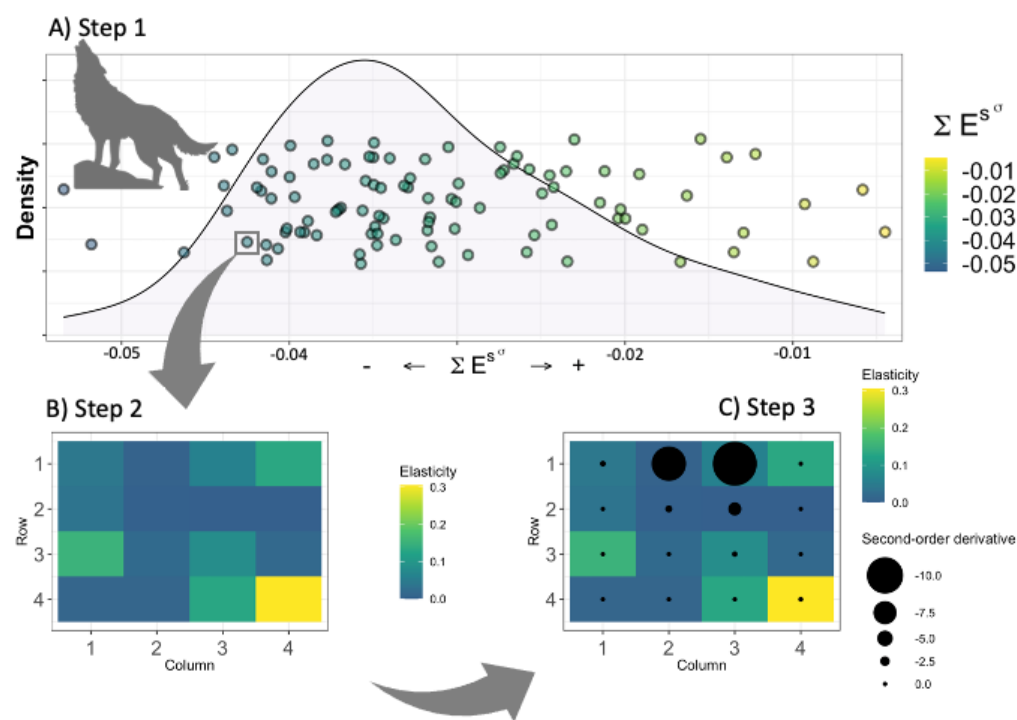 A) Step 1
Density
Σ E^s^σ
-0.01
-0.02
-0.03
-0.04
-0.05
-0.05 -0.04 -0.02 -0.01
- ← Σ E^s^σ → +
B) Step 2
Row
1
2
3
4
1 2 3 4
Column
Elasticity
0.3
0.2
0.1
0.0
C) Step 3
Row
1
2
3
4
1 2 3 4
Column
Elasticity
0.3
0.2
0.1
0.0
Second-order derivative
-10.0
-7.5
-5.0
-2.5
0.0